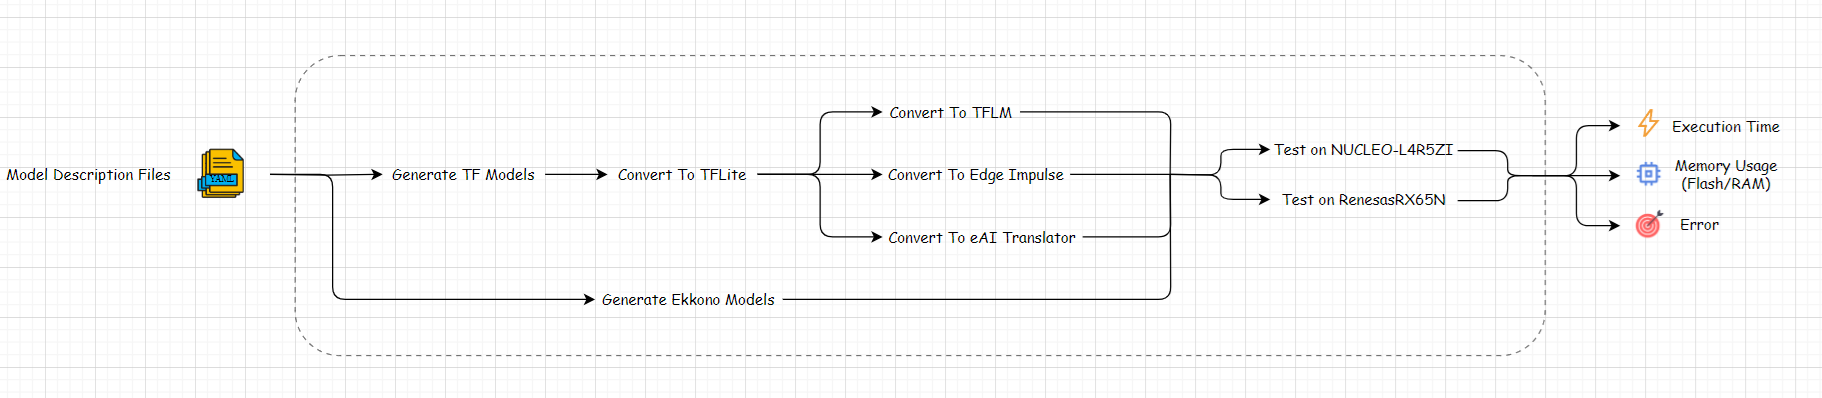 Model Description Files
YAML
Generate TF Models
Convert To TFLite
Convert To TFLM
Convert To Edge Impulse
Convert To eAI Translator
Generate Ekkono Models
Test on NUCLEO-L4R5ZI
Test on RenesasRX65N
Execution Time
Memory Usage
(Flash/RAM)
Error